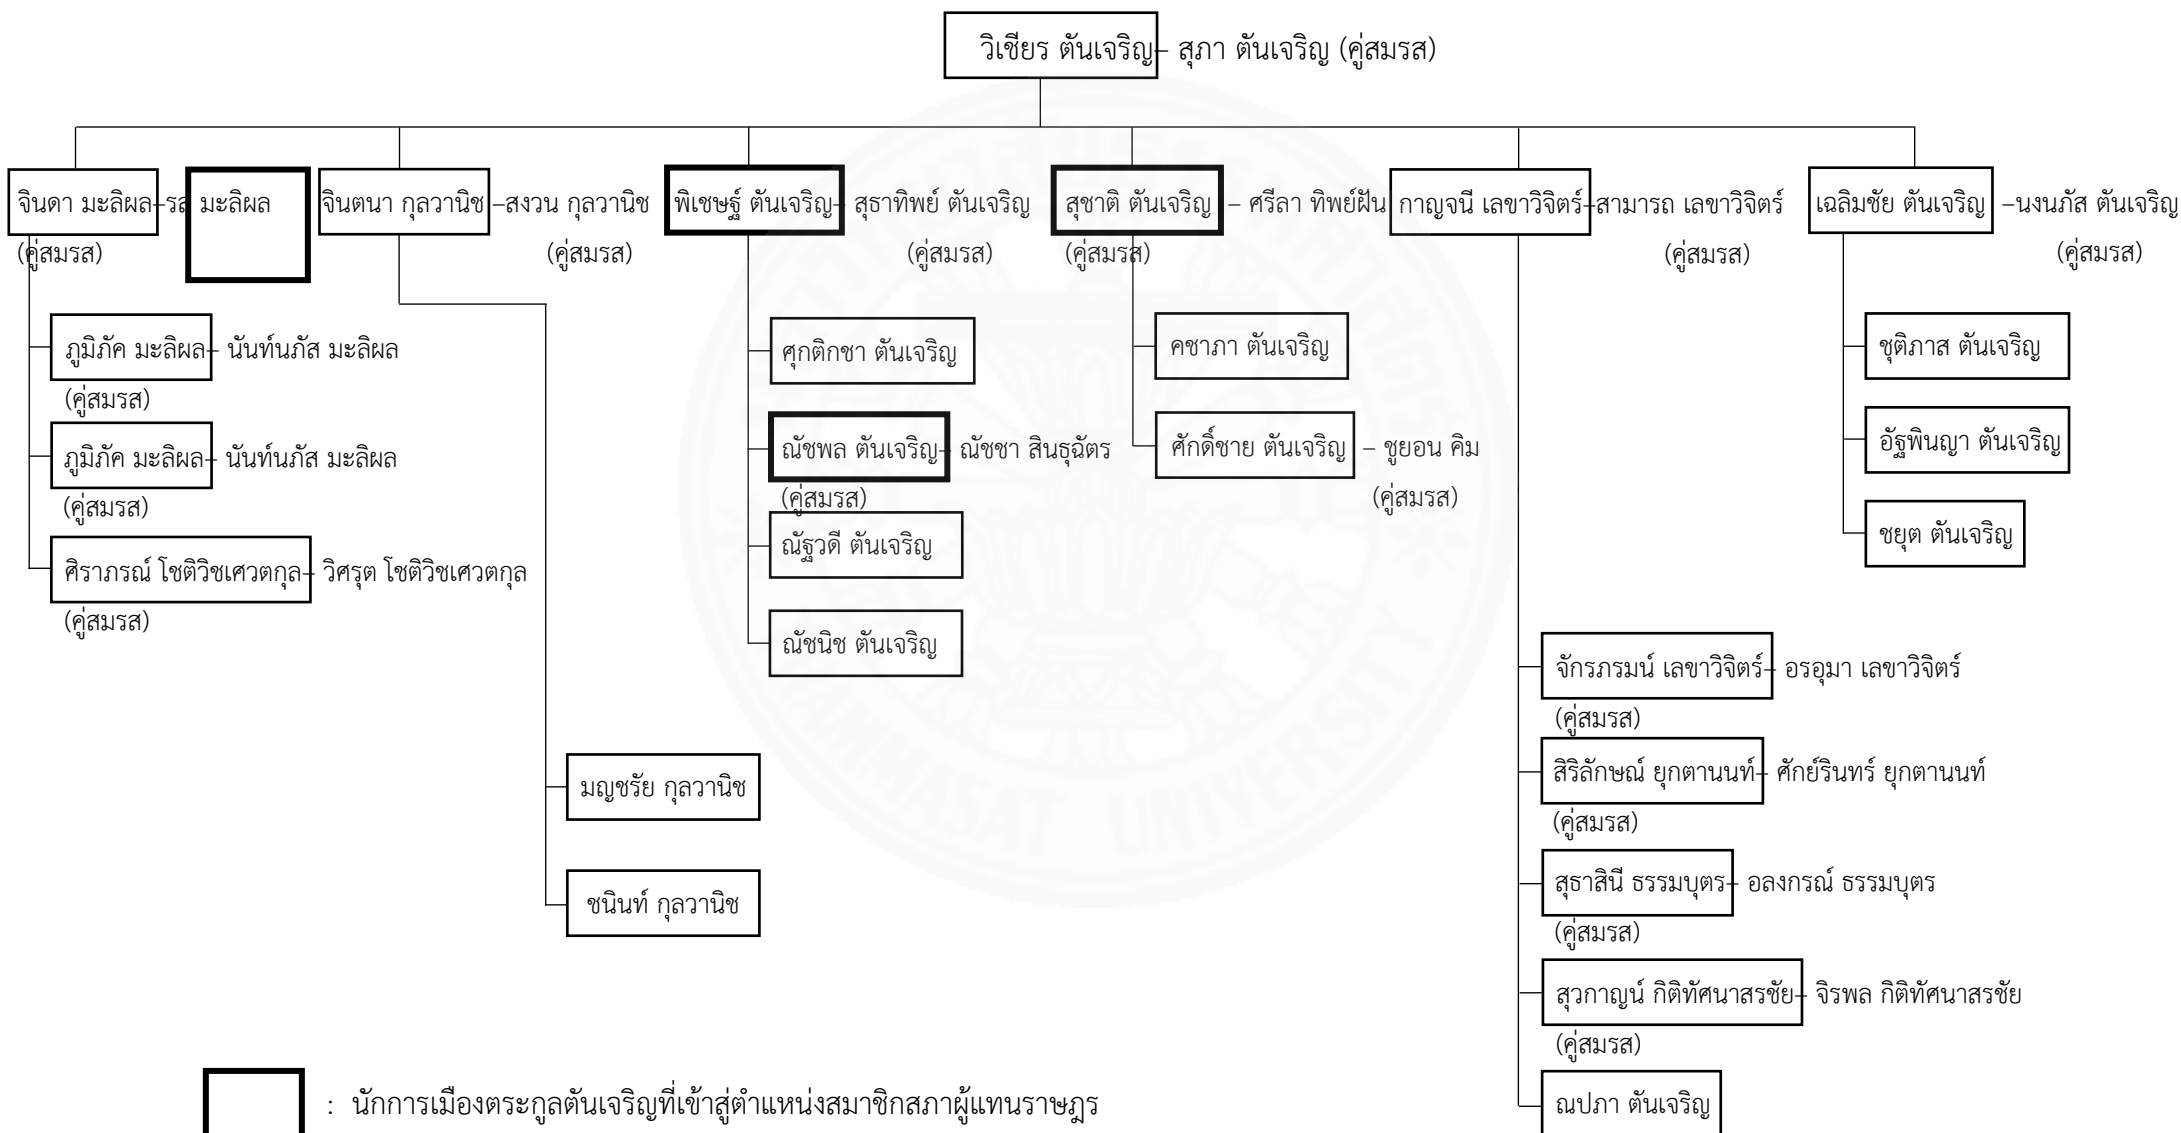 วิเชียร ตันเจริญ– สุภา ตันเจริญ (คู่สมรส)
จินดา มะลิผล–รส มะลิผล
(คู่สมรส)
จินตนา กุลวานิช –สงวน กุลวานิช
(คู่สมรส)
พิเชษฐ์ ตันเจริญ– สุธาทิพย์ ตันเจริญ
(คู่สมรส)
สุชาติ ตันเจริญ – ศรีลา ทิพย์ฝัน
(คู่สมรส)
กาญจนี เลขาวิจิตร์–สามารถ เลขาวิจิตร์
(คู่สมรส)
เฉลิมชัย ตันเจริญ –นงนภัส ตันเจริญ
(คู่สมรส)
ภูมิภัค มะลิผล– นันท์นภัส มะลิผล
(คู่สมรส)
ภูมิภัค มะลิผล– นันท์นภัส มะลิผล
(คู่สมรส)
ศิราภรณ์ โชติวิชเศวตกุล– วิศรุต โชติวิชเศวตกุล
(คู่สมรส)
มญชรัย กุลวานิช
ชนินท์ กุลวานิช
ศุกติกชา ตันเจริญ
ณัชพล ตันเจริญ– ณัชชา สินธุฉัตร
(คู่สมรส)
ณัฐวดี ตันเจริญ
ณัชนิช ตันเจริญ
คชาภา ตันเจริญ
ศักดิ์ชาย ตันเจริญ – ชูยอน คิม
(คู่สมรส)
จักรภรมน์ เลขาวิจิตร์– อรอุมา เลขาวิจิตร์
(คู่สมรส)
สิริลักษณ์ ยุกตานนท์– ศักย์รินทร์ ยุกตานนท์
(คู่สมรส)
สุธาสินี ธรรมบุตร– อลงกรณ์ ธรรมบุตร
(คู่สมรส)
สุวกาญน์ กิติทัศนาสรชัย– จิรพล กิติทัศนาสรชัย
(คู่สมรส)
ณปภา ตันเจริญ
ชุติภาส ตันเจริญ
อัฐพินญา ตันเจริญ
ชยุต ตันเจริญ
: นักการเมืองตระกูลตันเจริญที่เข้าสู่ตำแหน่งสมาชิกสภาผู้แทนราษฎร